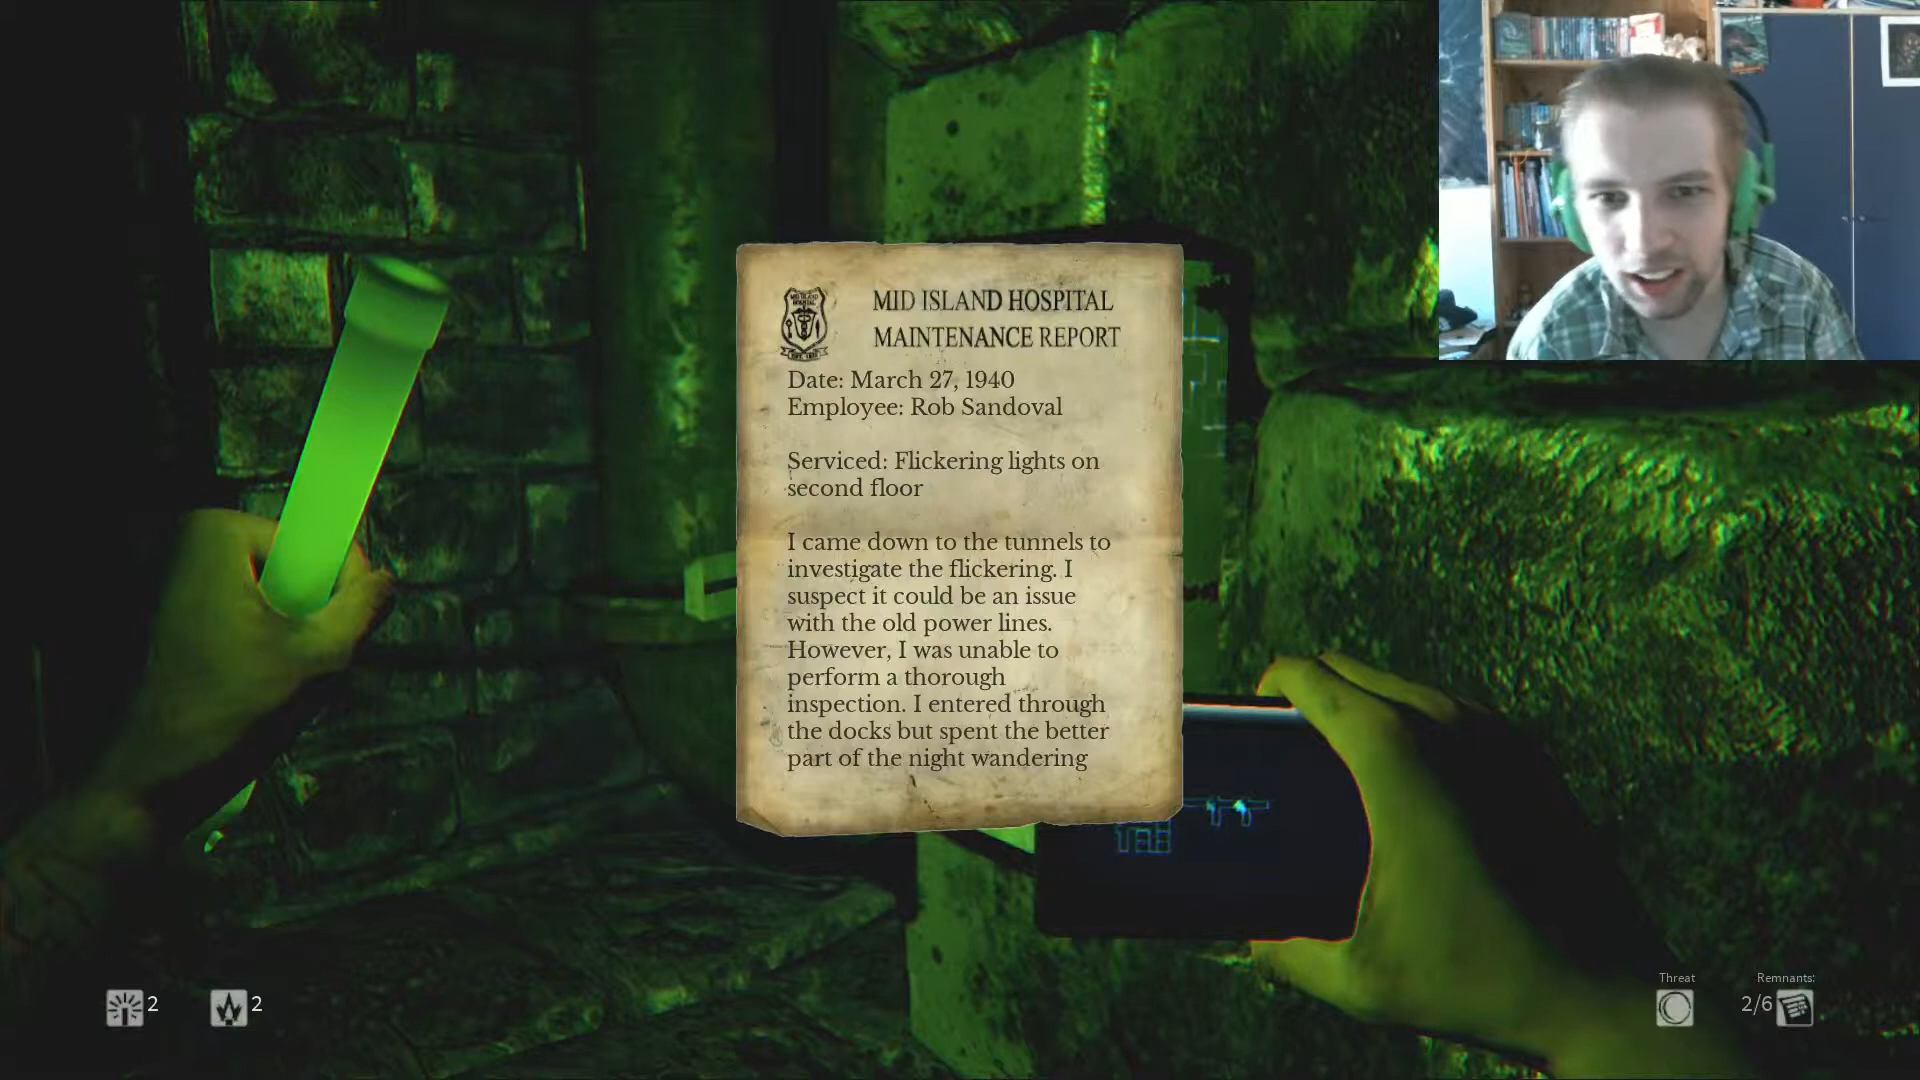 MID ISLAND HOSPITAL
MAINTENANCE REPORT
Date: March 27, 1940
Employee: Rob Sandoval
Serviced: Flickering lights on
second floor
I came down to the tunnels to
investigate the flickering. I
suspect it could be an issue
with the old power lines.
However, I was unable to
perform a thorough
inspection. I entered through
the docks but spent the better
part of the night wandering
2
2
Threat
Remnants:
2/6